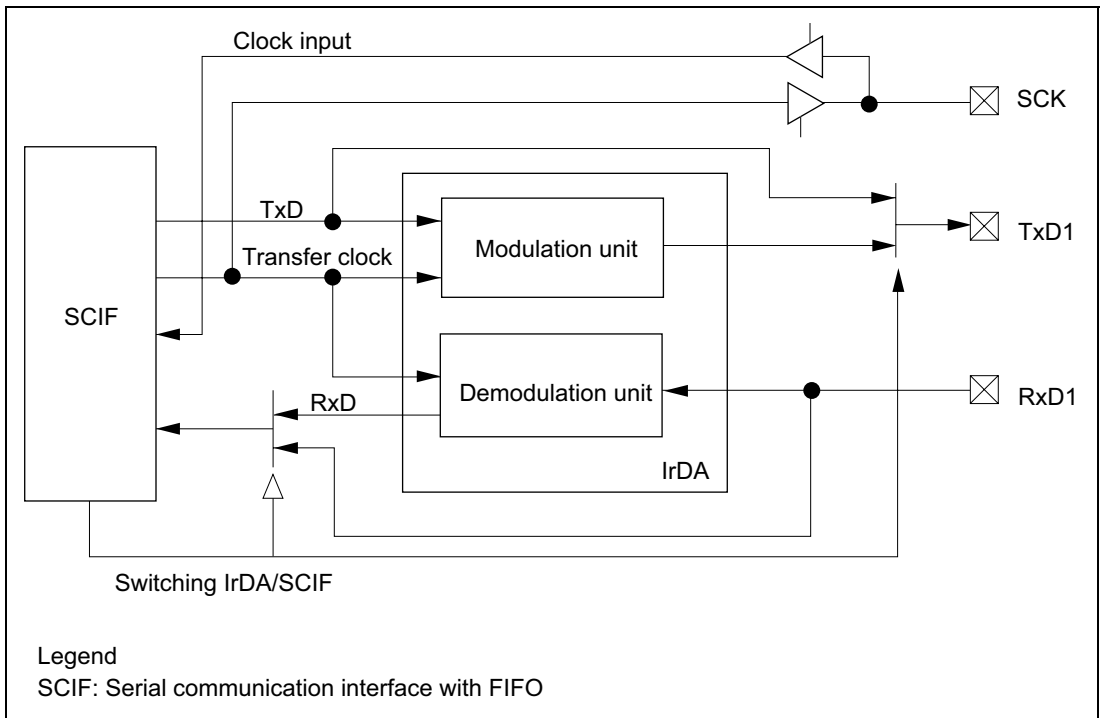 Clock input
SCK
TxD
TxD1
Modulation unit
Transfer clock
SCIF
Demodulation unit
RxD
RxD1
IrDA
Switching IrDA/SCIF
Legend
SCIF: Serial communication interface with FIFO